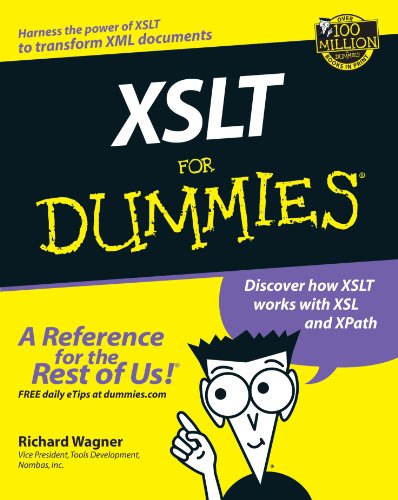 Harness the power of XSLT
to transform XML documents
OVER
100
MILLION
DUMMIES
BOOKS IN PRINT
XSLT
FOR
DUMMIES®
Discover how XSLT
works with XSL
and XPath
A Reference
for the
Rest of Us!®
FREE daily eTips at dummies.com
Richard Wagner
Vice President, Tools Development,
Nombas, Inc.